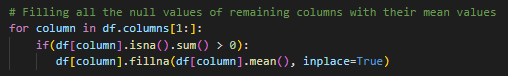 # Filling all the null values of remaining columns with their mean values
for column in df.columns[1:]:
    if(df[column].isna().sum() > 0):
        df[column].fillna(df[column].mean(), inplace=True)